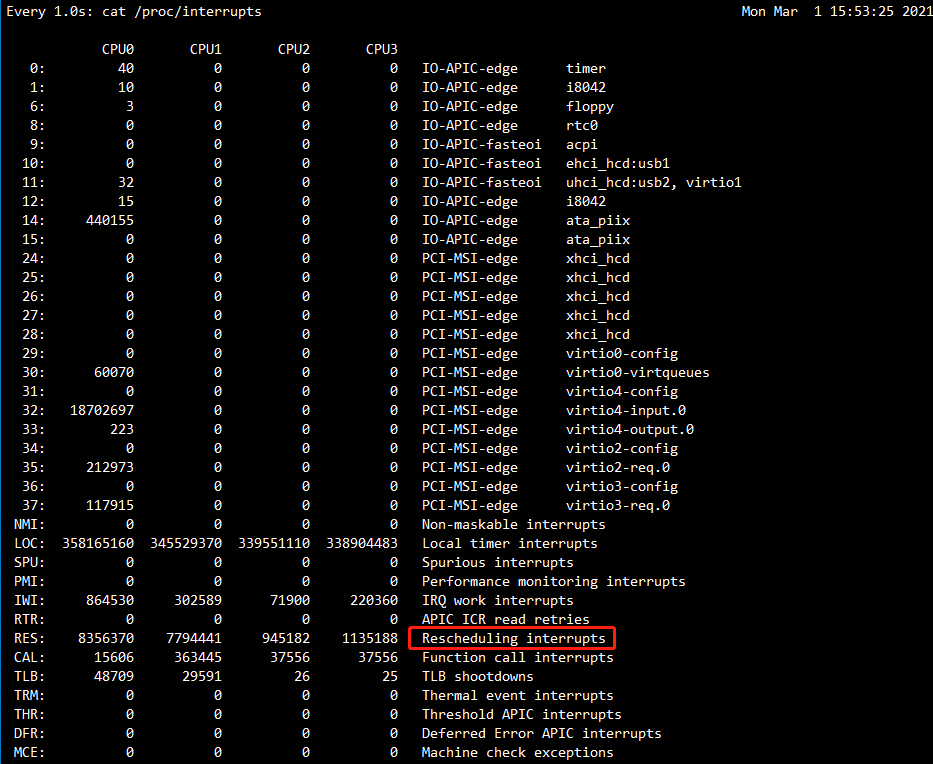 Every 1.0s: cat /proc/interrupts Mon Mar 1 15:53:25 2021
CPU0 CPU1 CPU2 CPU3
0: 40 0 0 0 IO-APIC-edge timer
1: 10 0 0 0 IO-APIC-edge i8042
6: 3 0 0 0 IO-APIC-edge floppy
8: 0 0 0 0 IO-APIC-edge rtc0
9: 0 0 0 0 IO-APIC-fasteoi acpi
10: 0 0 0 0 IO-APIC-fasteoi ehci_hcd:usb1
11: 32 0 0 0 IO-APIC-fasteoi uhci_hcd:usb2, virtio1
12: 15 0 0 0 IO-APIC-edge i8042
14: 440155 0 0 0 IO-APIC-edge ata_piix
15: 0 0 0 0 IO-APIC-edge ata_piix
24: 0 0 0 0 PCI-MSI-edge xhci_hcd
25: 0 0 0 0 PCI-MSI-edge xhci_hcd
26: 0 0 0 0 PCI-MSI-edge xhci_hcd
27: 0 0 0 0 PCI-MSI-edge xhci_hcd
28: 0 0 0 0 PCI-MSI-edge xhci_hcd
29: 0 0 0 0 PCI-MSI-edge virtio0-config
30: 60070 0 0 0 PCI-MSI-edge virtio0-virtqueues
31: 0 0 0 0 PCI-MSI-edge virtio4-config
32: 18702697 0 0 0 PCI-MSI-edge virtio4-input.0
33: 223 0 0 0 PCI-MSI-edge virtio4-output.0
34: 0 0 0 0 PCI-MSI-edge virtio2-config
35: 212973 0 0 0 PCI-MSI-edge virtio2-req.0
36: 0 0 0 0 PCI-MSI-edge virtio3-config
37: 117915 0 0 0 PCI-MSI-edge virtio3-req.0
NMI: 0 0 0 0 Non-maskable interrupts
LOC: 358165160 345529370 339551110 338904483 Local timer interrupts
SPU: 0 0 0 0 Spurious interrupts
PMI: 0 0 0 0 Performance monitoring interrupts
IWI: 864530 302589 71900 220360 IRQ work interrupts
RTR: 0 0 0 0 APIC ICR read retries
RES: 8356370 7794441 945182 1135188 Rescheduling interrupts
CAL: 15606 363445 37556 37556 Function call interrupts
TLB: 48709 29591 26 25 TLB shootdowns
TRM: 0 0 0 0 Thermal event interrupts
THR: 0 0 0 0 Threshold APIC interrupts
DFR: 0 0 0 0 Deferred Error APIC interrupts
MCE: 0 0 0 0 Machine check exceptions